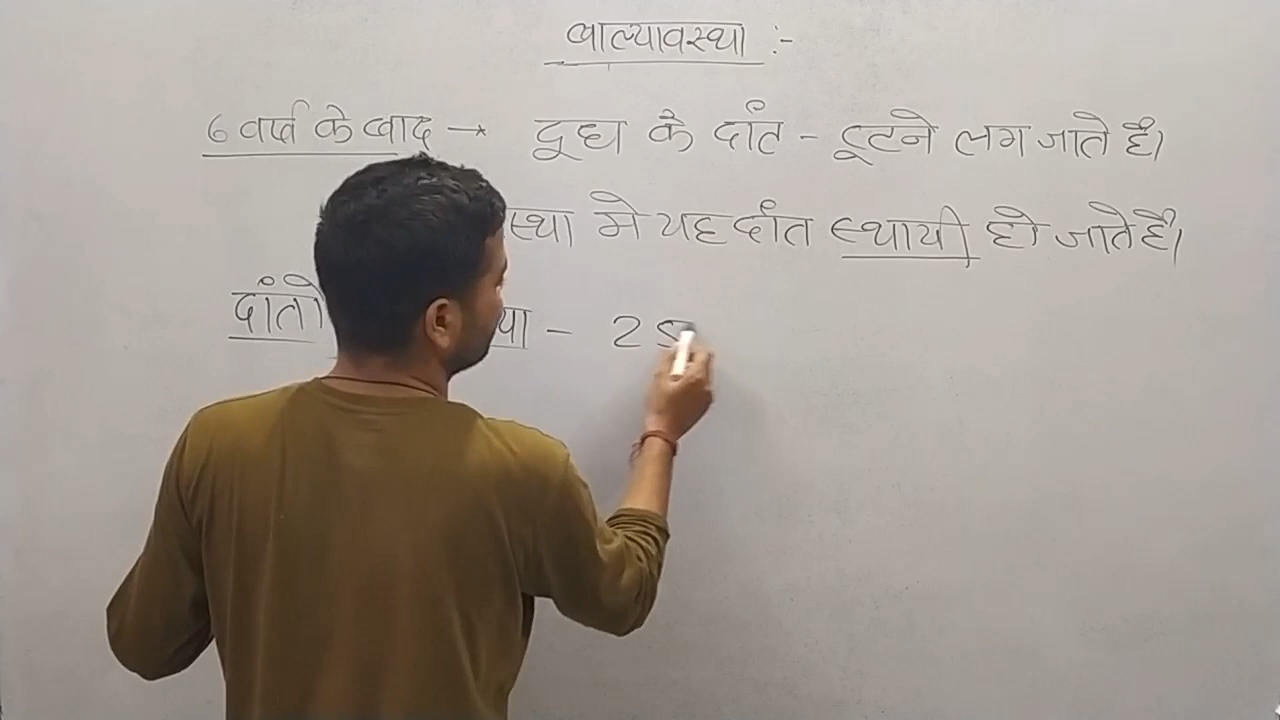 बाल्यावस्था :-
6 वर्ष के बाद → दूध के दांत - टूटने लग जाते है।
स्था मे यह दांत स्थायी हो जाते है।
दांतो या - 2